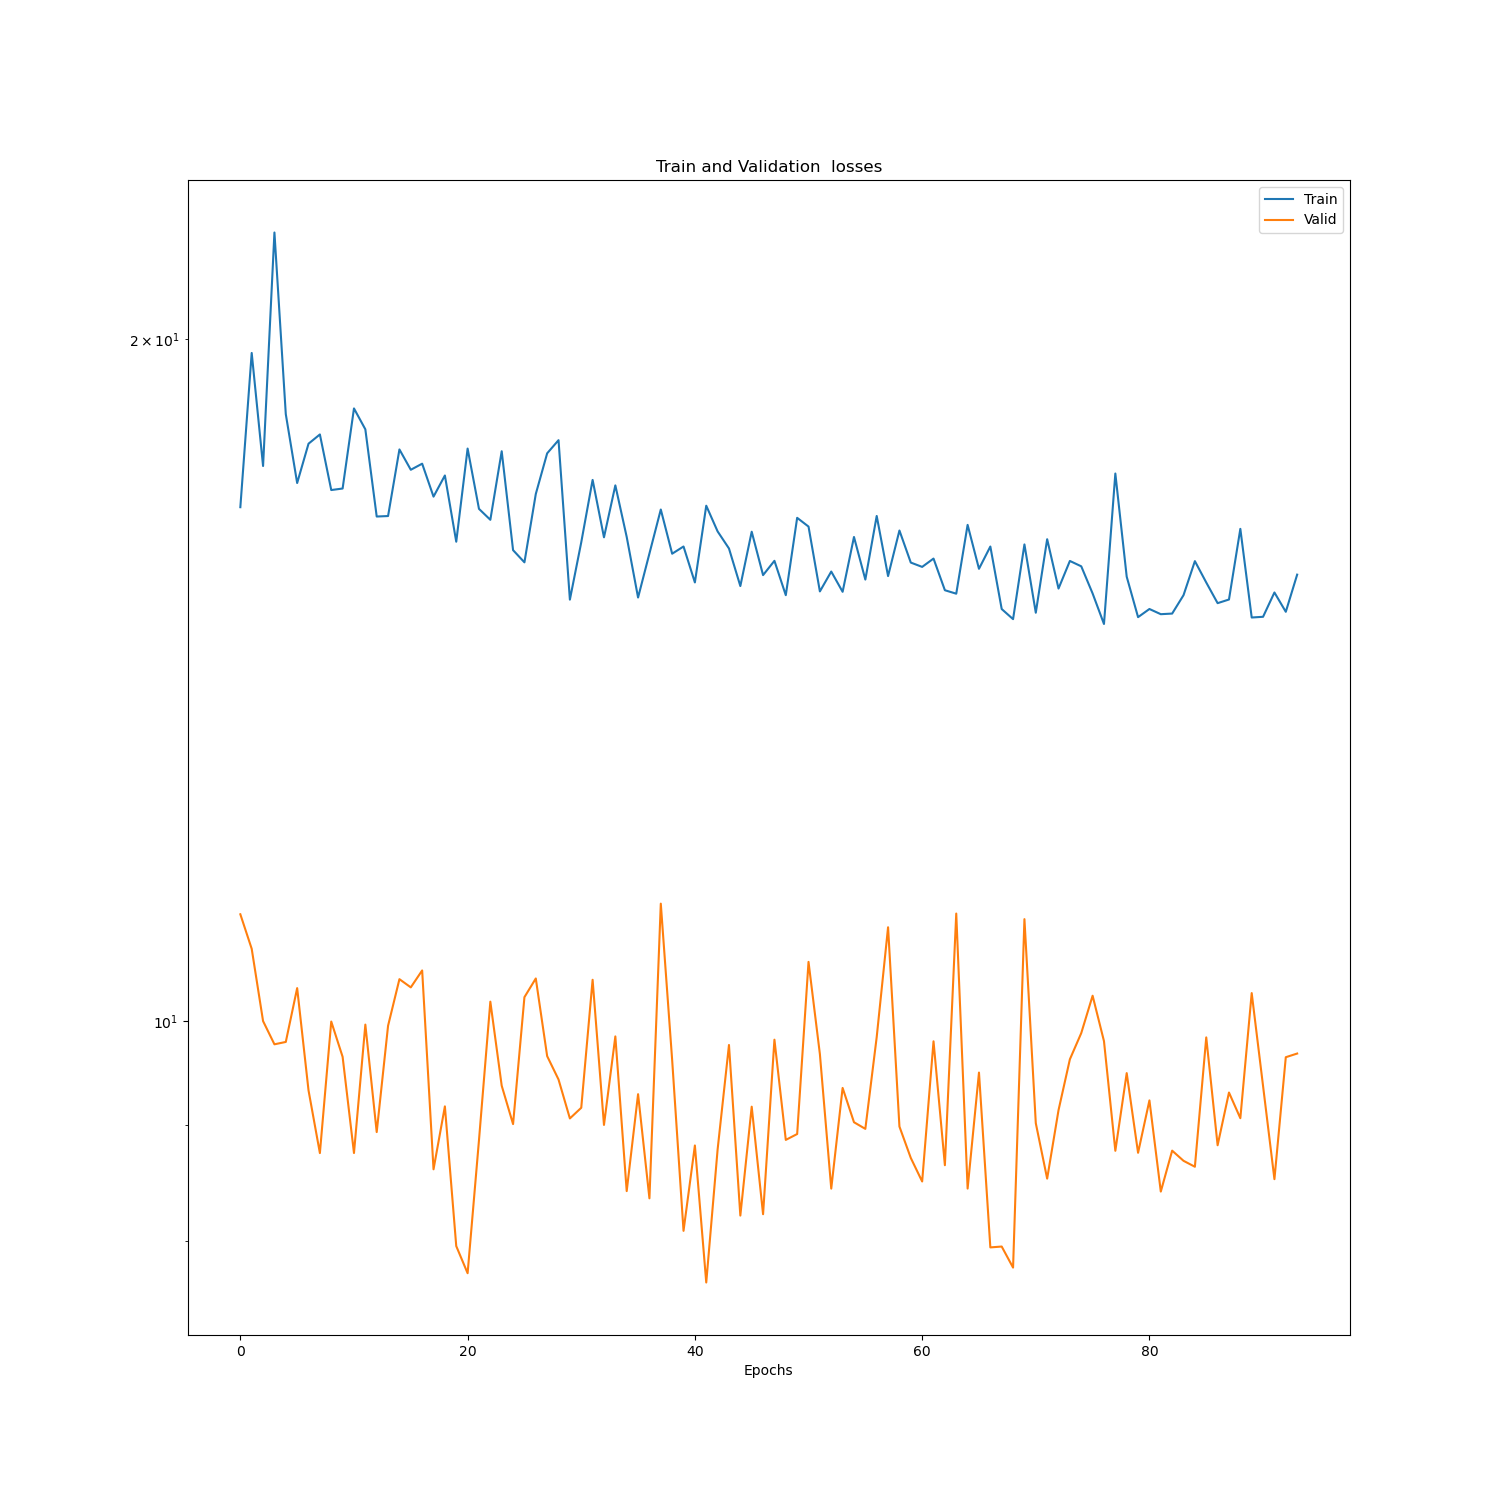 Train and Validation  losses
Train
Valid
2 × 10¹
10¹
0 20 40 60 80
Epochs